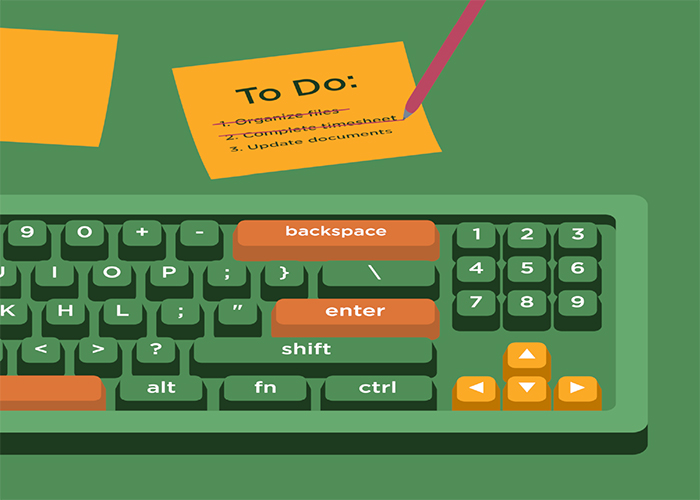 To Do:
1. Organize files
2. Complete timesheet
3. Update documents
9 0 + - backspace 1 2 3
I O P ; } \ 4 5 6
K H L ; " enter 7 8 9
< > ? shift
alt fn ctrl